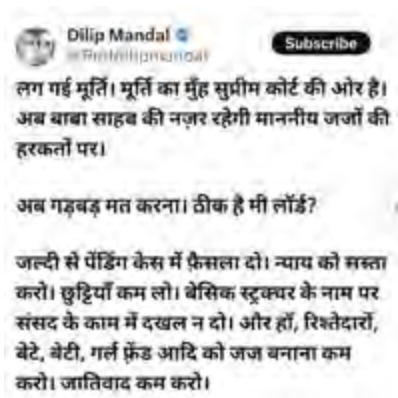 Dilip Mandal
Subscribe
लग गई मूर्ति। मूर्ति का मुँह सुप्रीम कोर्ट की ओर है।
अब बाबा साहब की नज़र रहेगी माननीय जजों की
हरकतों पर।
अब गड़बड़ मत करना। ठीक है मी लॉर्ड?
जल्दी से पेंडिंग केस में फ़ैसला दो। न्याय को सस्ता
करो। छुट्टियाँ कम लो। बेसिक स्ट्रक्चर के नाम पर
संसद के काम में दखल न दो। और हाँ, रिश्तेदारों,
बेटे, बेटी, गर्ल फ़्रेंड आदि को जज बनाना कम
करो। जातिवाद कम करो।